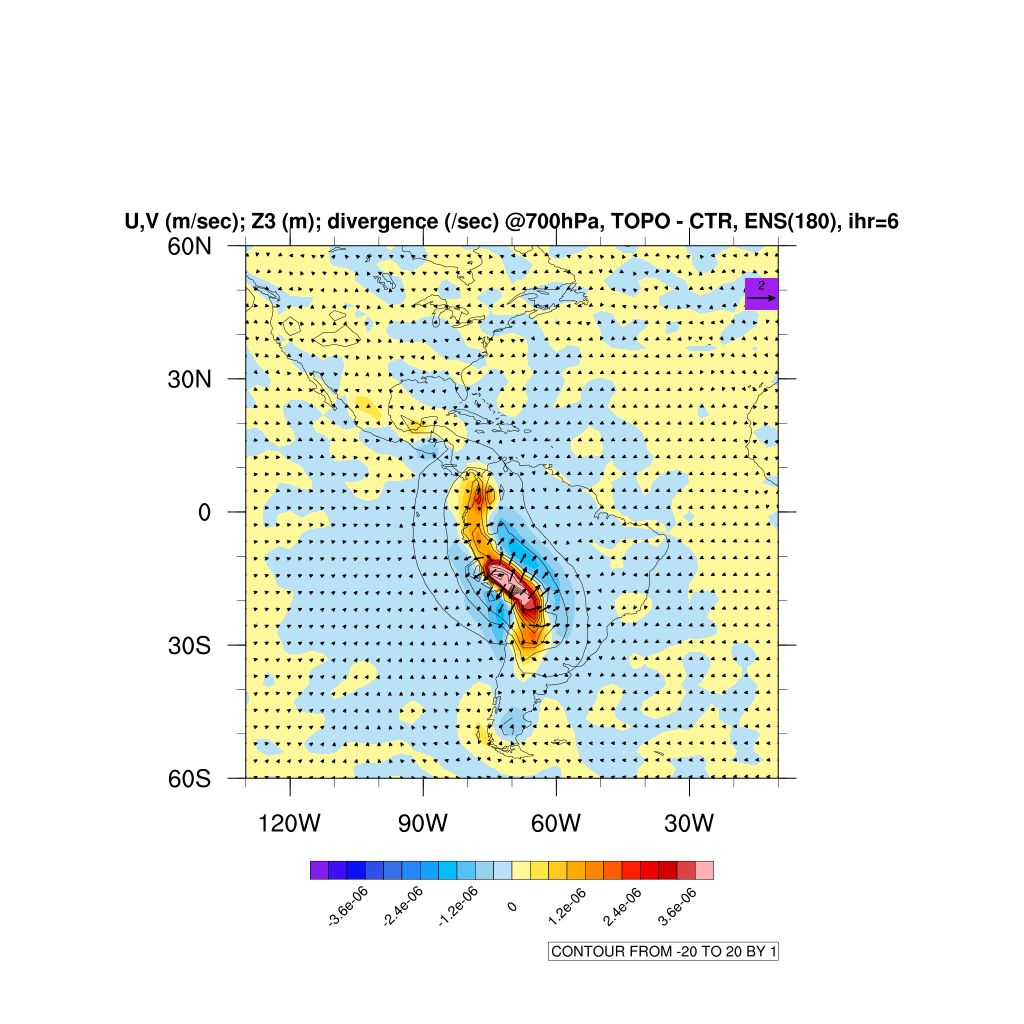 U,V (m/sec); Z3 (m); divergence (/sec) @700hPa, TOPO - CTR, ENS(180), ihr=6
60N
2
30N
0
30S
60S
120W 90W 60W 30W
-3.6e-06 -2.4e-06 -1.2e-06 0 1.2e-06 2.4e-06 3.6e-06
CONTOUR FROM -20 TO 20 BY 1